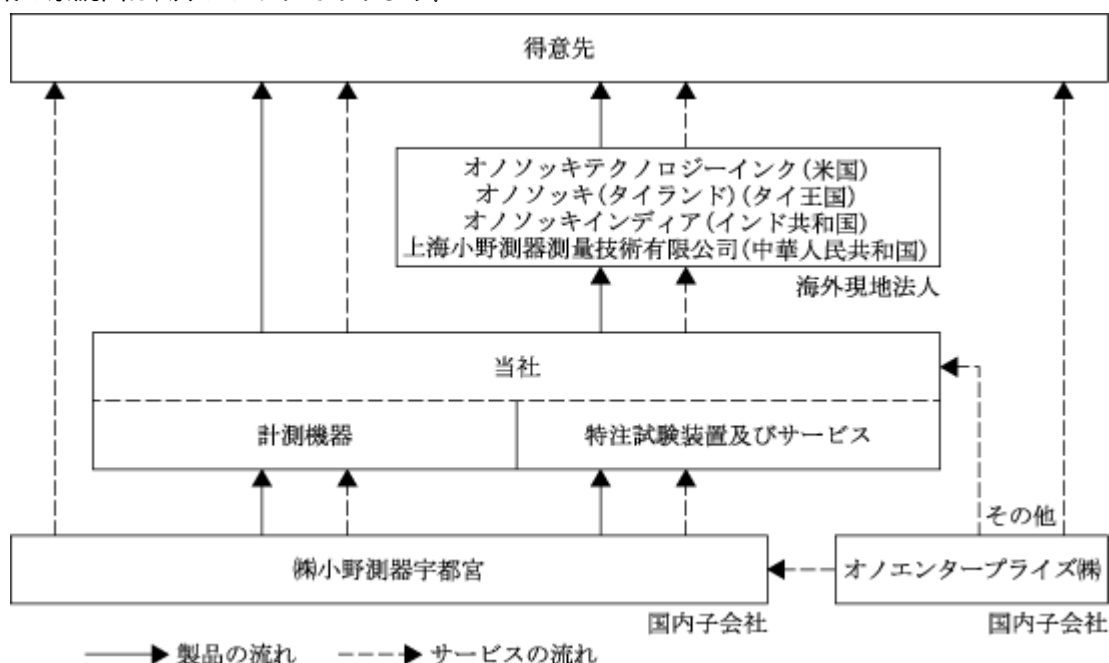 得意先
オノソッキテクノロジーインク(米国)
オノソッキ(タイランド)(タイ王国)
オノソッキインディア(インド共和国)
上海小野測器測量技術有限公司(中華人民共和国)
海外現地法人
当社
計測機器
特注試験装置及びサービス
その他
㈱小野測器宇都宮
オノエンタープライズ㈱
国内子会社
国内子会社
製品の流れ
サービスの流れ